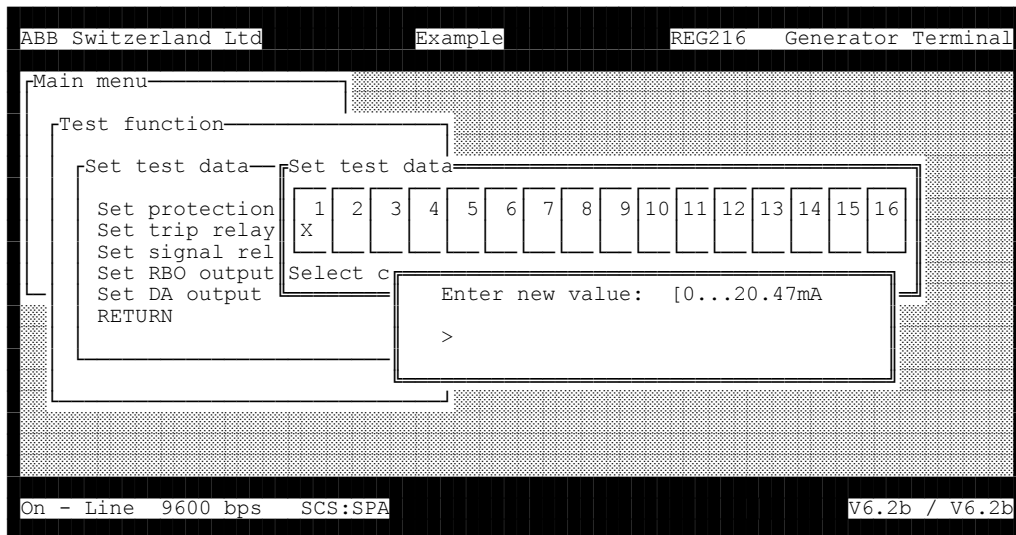 ABB Switzerland Ltd Example REG216 Generator Terminal
Main menu
Test function
Set test data Set test data
Set protection 1 2 3 4 5 6 7 8 9 10 11 12 13 14 15 16
Set trip relay X
Set signal rel
Set RBO output Select c
Set DA output Enter new value: [0...20.47mA
RETURN
>
On - Line 9600 bps SCS:SPA V6.2b / V6.2b